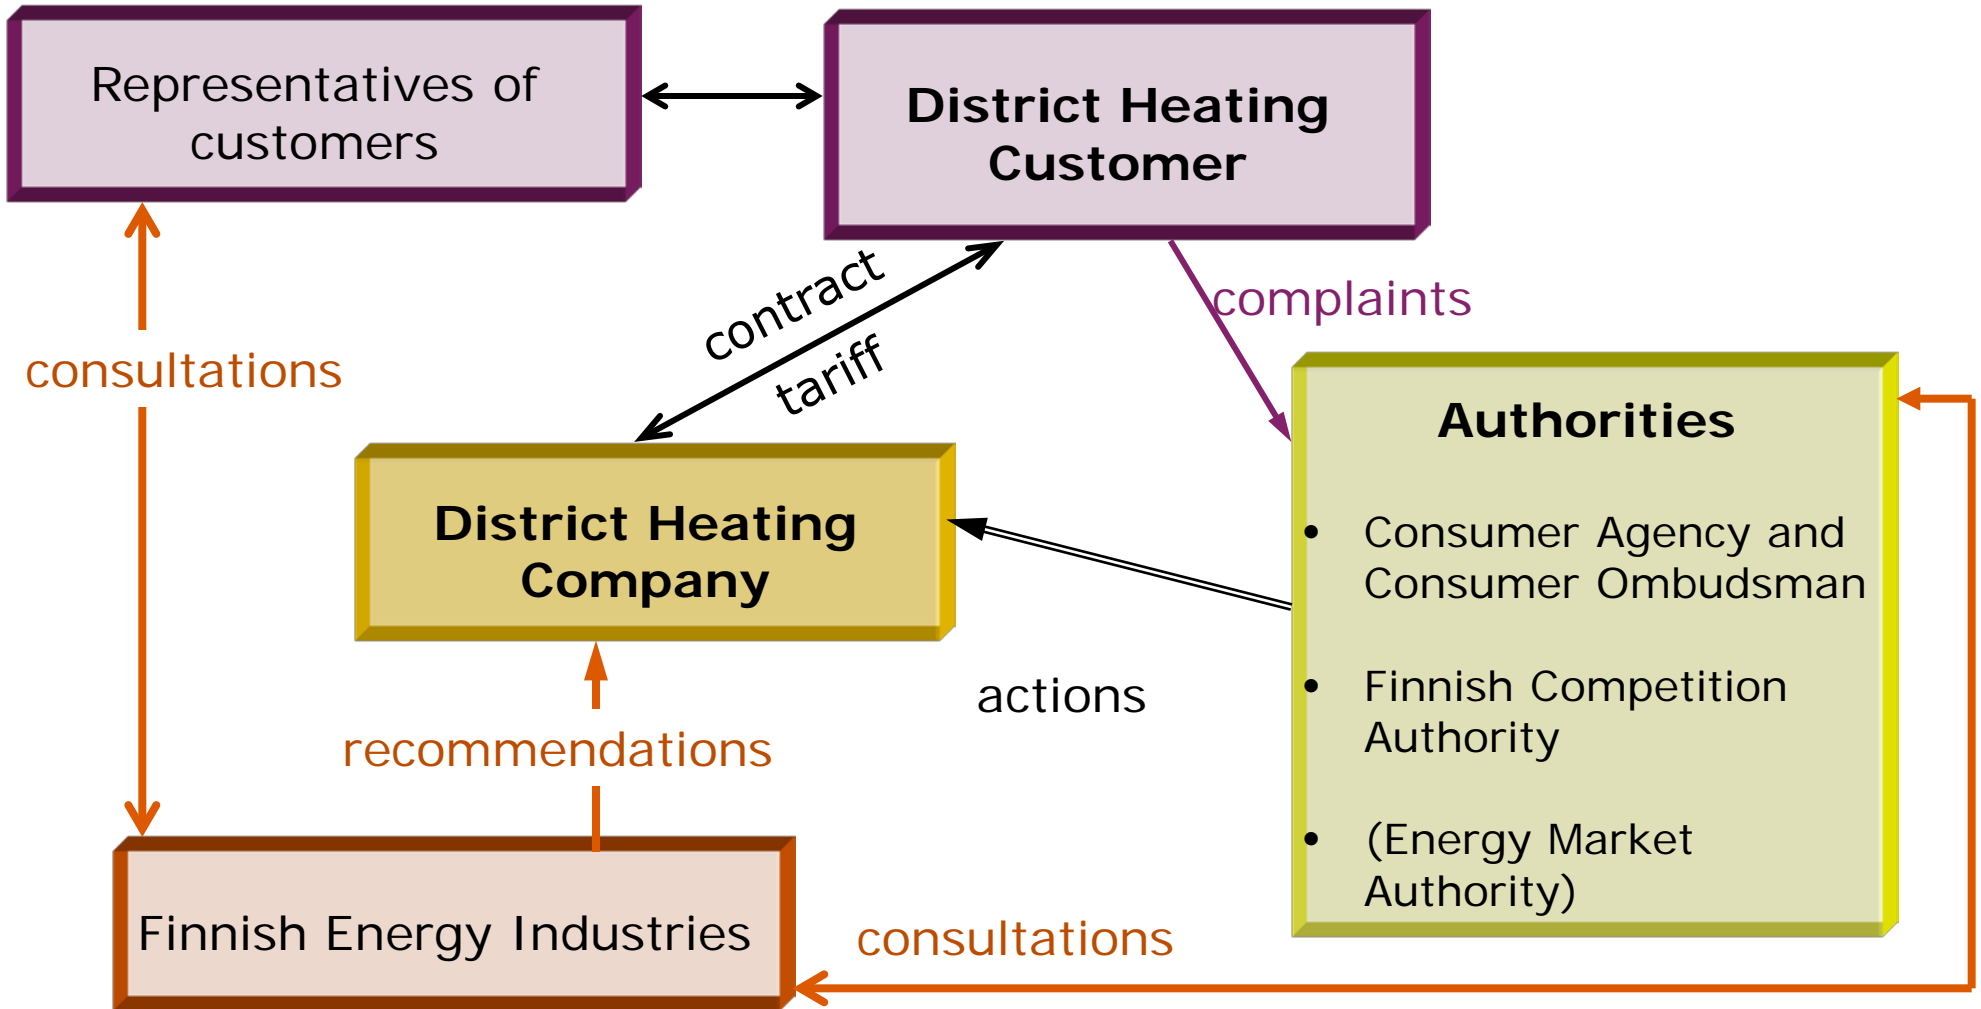 Representatives of
customers
District Heating
Customer
contract
tariff
complaints
consultations
Authorities
• Consumer Agency and
Consumer Ombudsman
• Finnish Competition
Authority
• (Energy Market
Authority)
District Heating
Company
actions
recommendations
Finnish Energy Industries
consultations